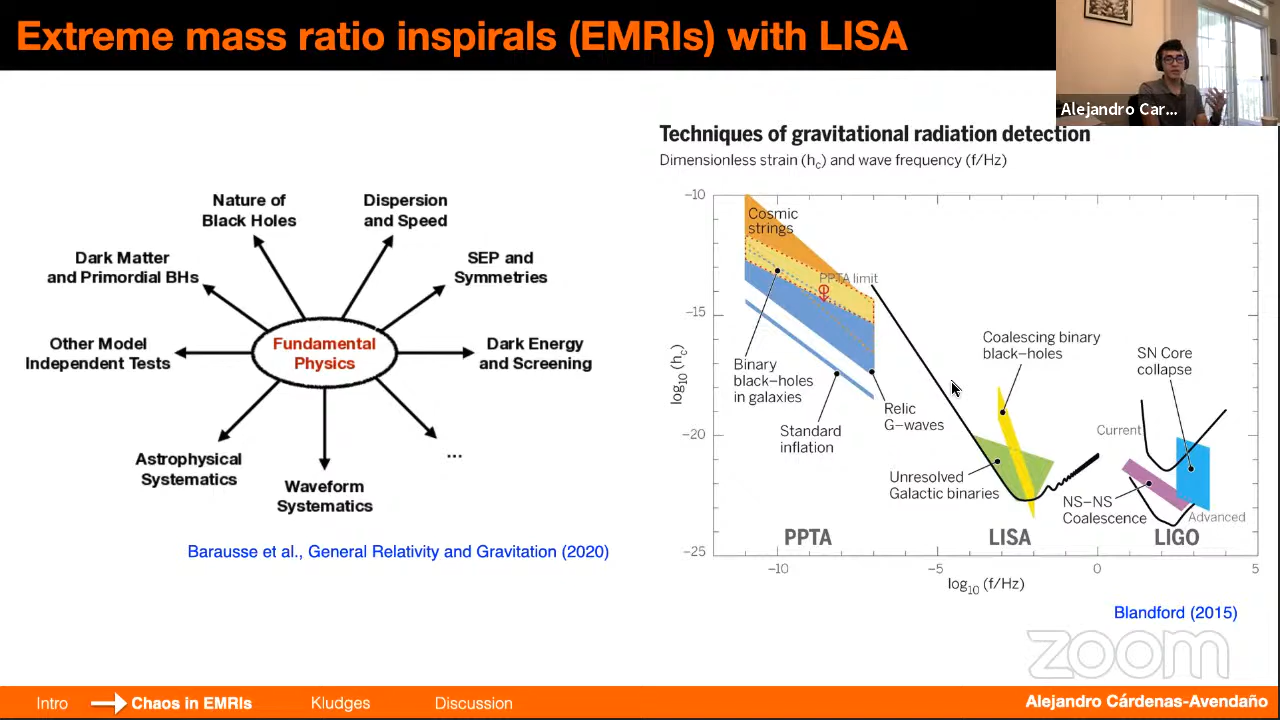 Extreme mass ratio inspirals (EMRIs) with LISA
Alejandro Car...
Nature of
Black Holes
Dispersion
and Speed
Dark Matter
and Primordial BHs
SEP and
Symmetries
Other Model
Independent Tests
Fundamental
Physics
Dark Energy
and Screening
Astrophysical
Systematics
Waveform
Systematics
...
Barausse et al., General Relativity and Gravitation (2020)
Techniques of gravitational radiation detection
Dimensionless strain (hc) and wave frequency (f/Hz)
−10
−15
−20
−25
log10 (hc)
Cosmic
strings
PPTA limit
Binary
black–holes
in galaxies
Standard
inflation
Relic
G–waves
Coalescing binary
black–holes
SN Core
collapse
Current
Unresolved
Galactic binaries
NS–NS
Coalescence
Advanced
PPTA
LISA
LIGO
−10
−5
0
5
log10 (f/Hz)
Blandford (2015)
zoom
Intro
Chaos in EMRIs
Kludges
Discussion
Alejandro Cárdenas-Avendaño